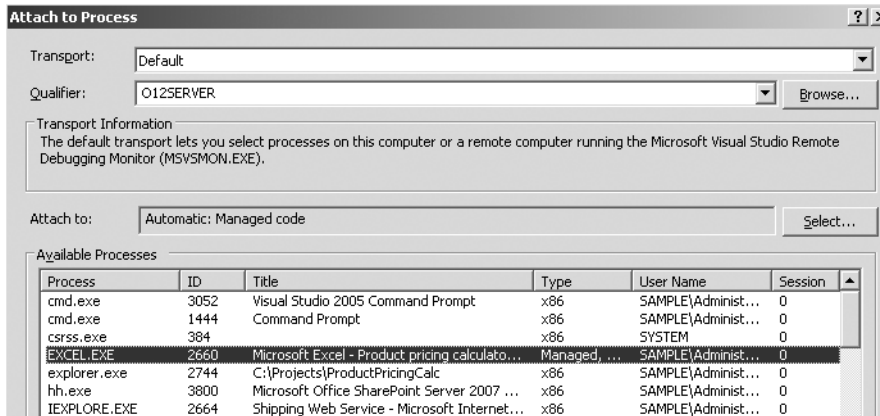 Attach to Process
Transport: Default
Qualifier: O12SERVER Browse...
Transport Information
The default transport lets you select processes on this computer or a remote computer running the Microsoft Visual Studio Remote
Debugging Monitor (MSVSMON.EXE).
Attach to: Automatic: Managed code Select...
Available Processes
Process ID Title Type User Name Session
cmd.exe 3052 Visual Studio 2005 Command Prompt x86 SAMPLE\Administ... 0
cmd.exe 1444 Command Prompt x86 SAMPLE\Administ... 0
csrss.exe 384 x86 SYSTEM 0
EXCEL.EXE 2660 Microsoft Excel - Product pricing calculato... Managed, ... SAMPLE\Administ... 0
explorer.exe 2744 C:\Projects\ProductPricingCalc x86 SAMPLE\Administ... 0
hh.exe 3800 Microsoft Office SharePoint Server 2007 ... x86 SAMPLE\Administ... 0
IEXPLORE.EXE 2664 Shipping Web Service - Microsoft Internet... x86 SAMPLE\Administ... 0